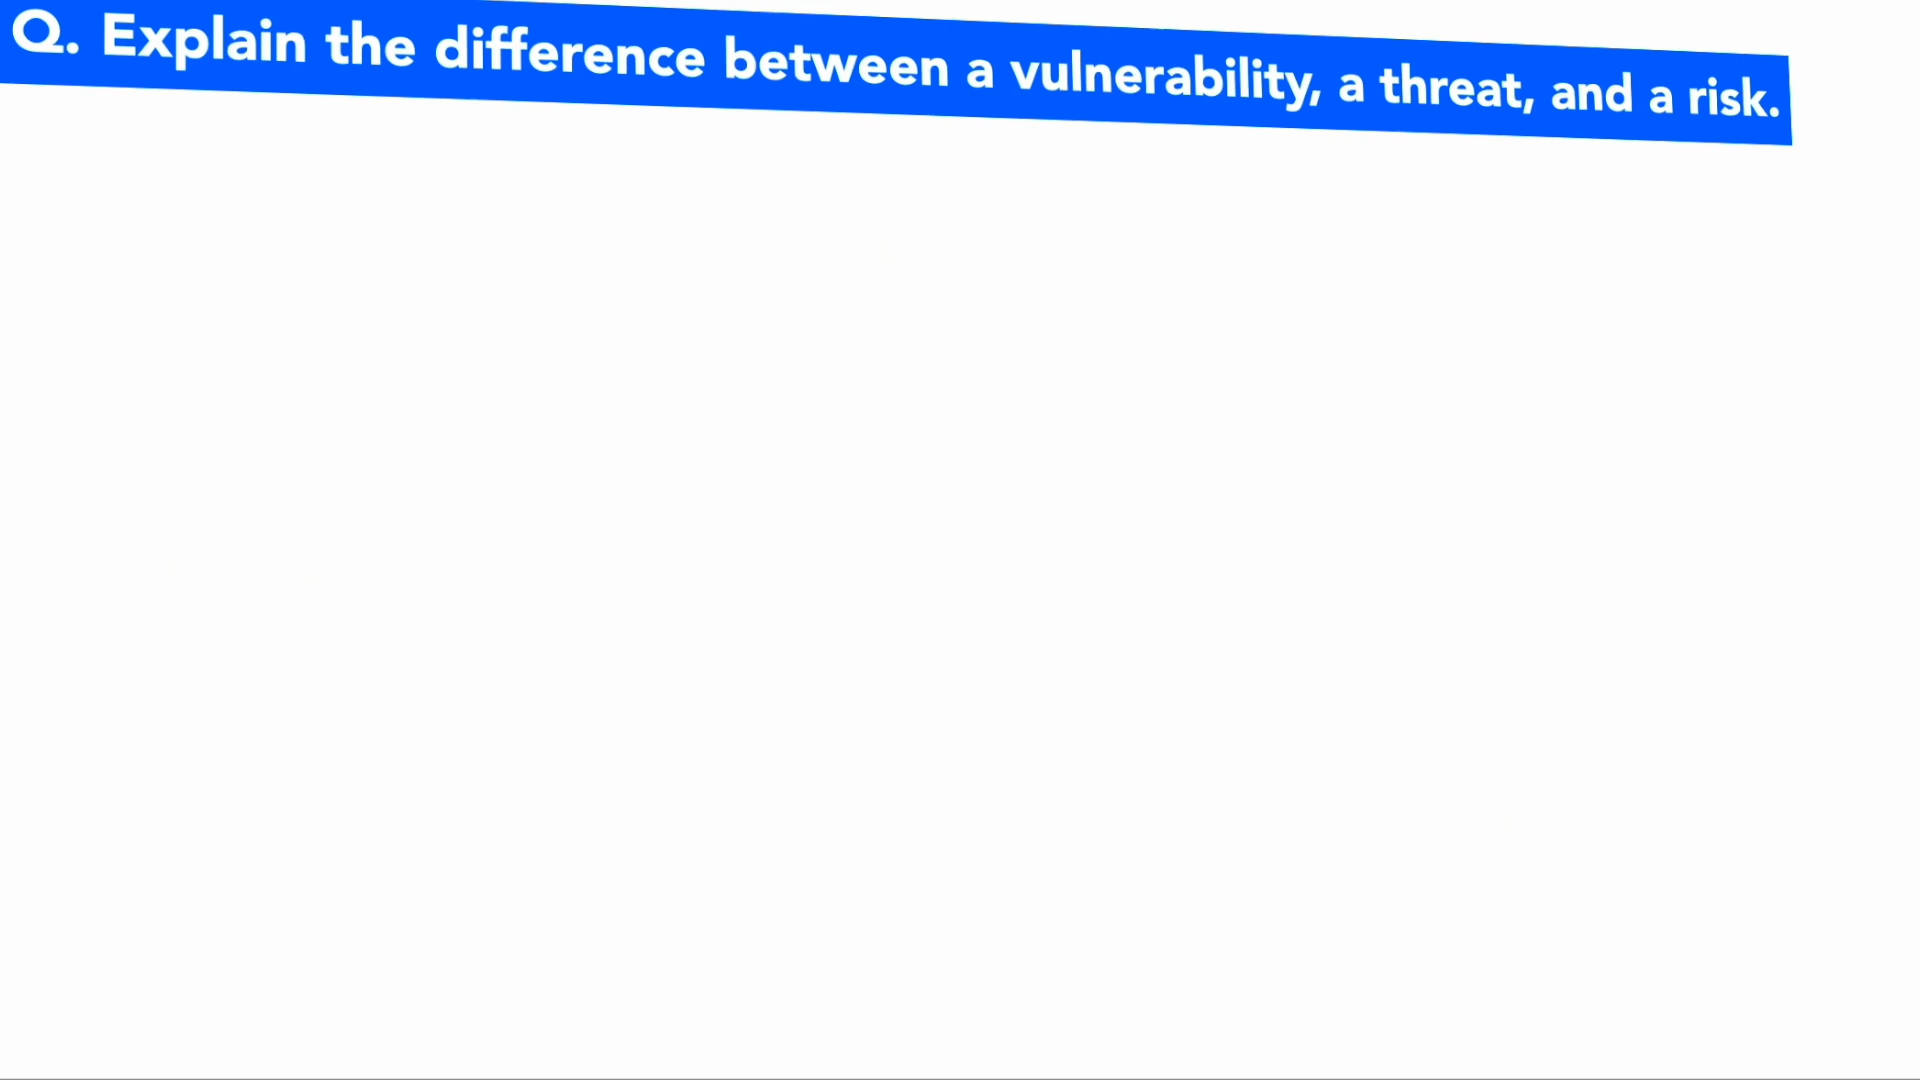 Q. Explain the difference between a vulnerability, a threat, and a risk.